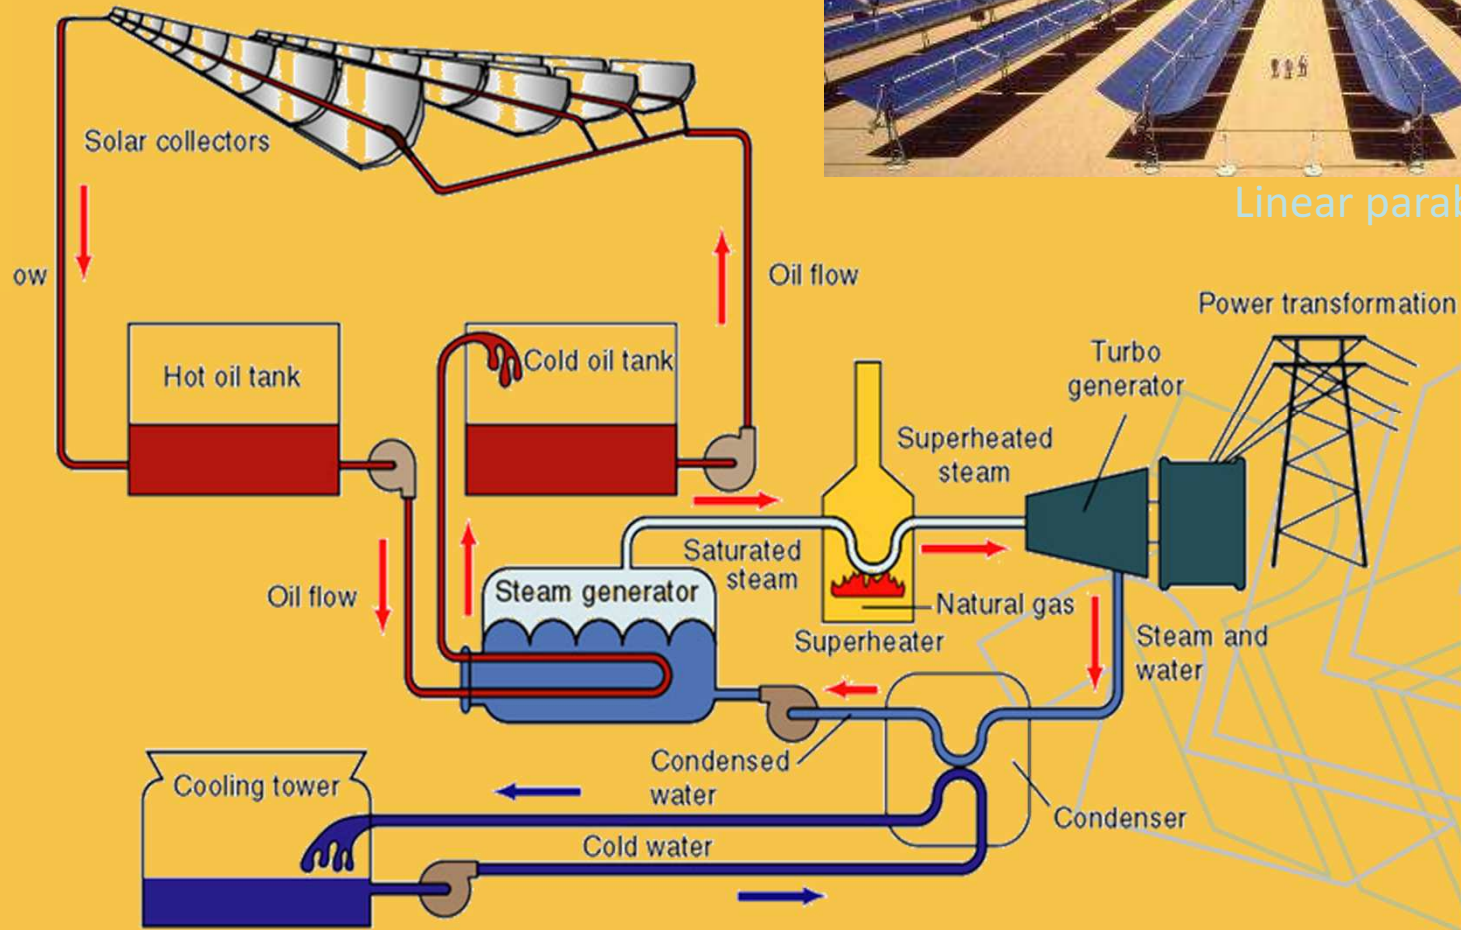 Solar collectors
Linear parab
ow
Oil flow
Power transformation
Hot oil tank
Cold oil tank
Turbo
generator
Superheated
steam
Saturated
steam
Oil flow
Steam generator
Natural gas
Superheater
Steam and
water
Condensed
water
Cooling tower
Condenser
Cold water